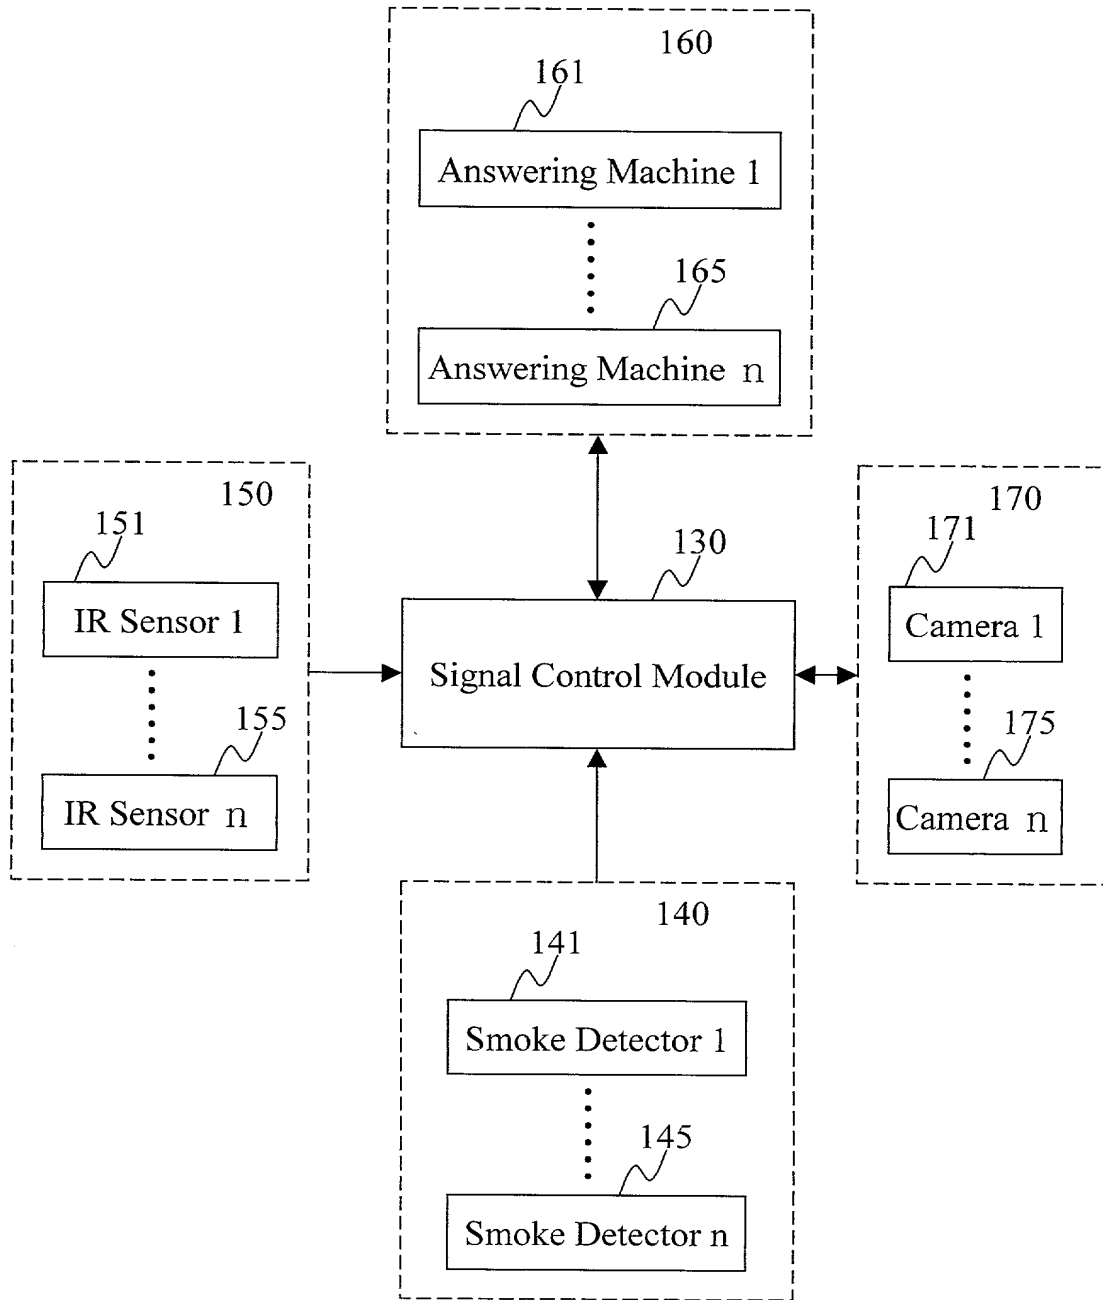 160
161
Answering Machine 1
165
Answering Machine n
150
151
IR Sensor 1
155
IR Sensor n
130
Signal Control Module
170
171
Camera 1
175
Camera n
140
141
Smoke Detector 1
145
Smoke Detector n